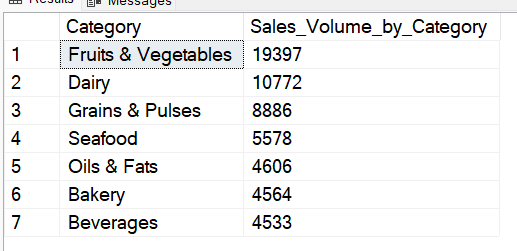 Results Messages
Category Sales_Volume_by_Category
1 Fruits & Vegetables 19397
2 Dairy 10772
3 Grains & Pulses 8886
4 Seafood 5578
5 Oils & Fats 4606
6 Bakery 4564
7 Beverages 4533